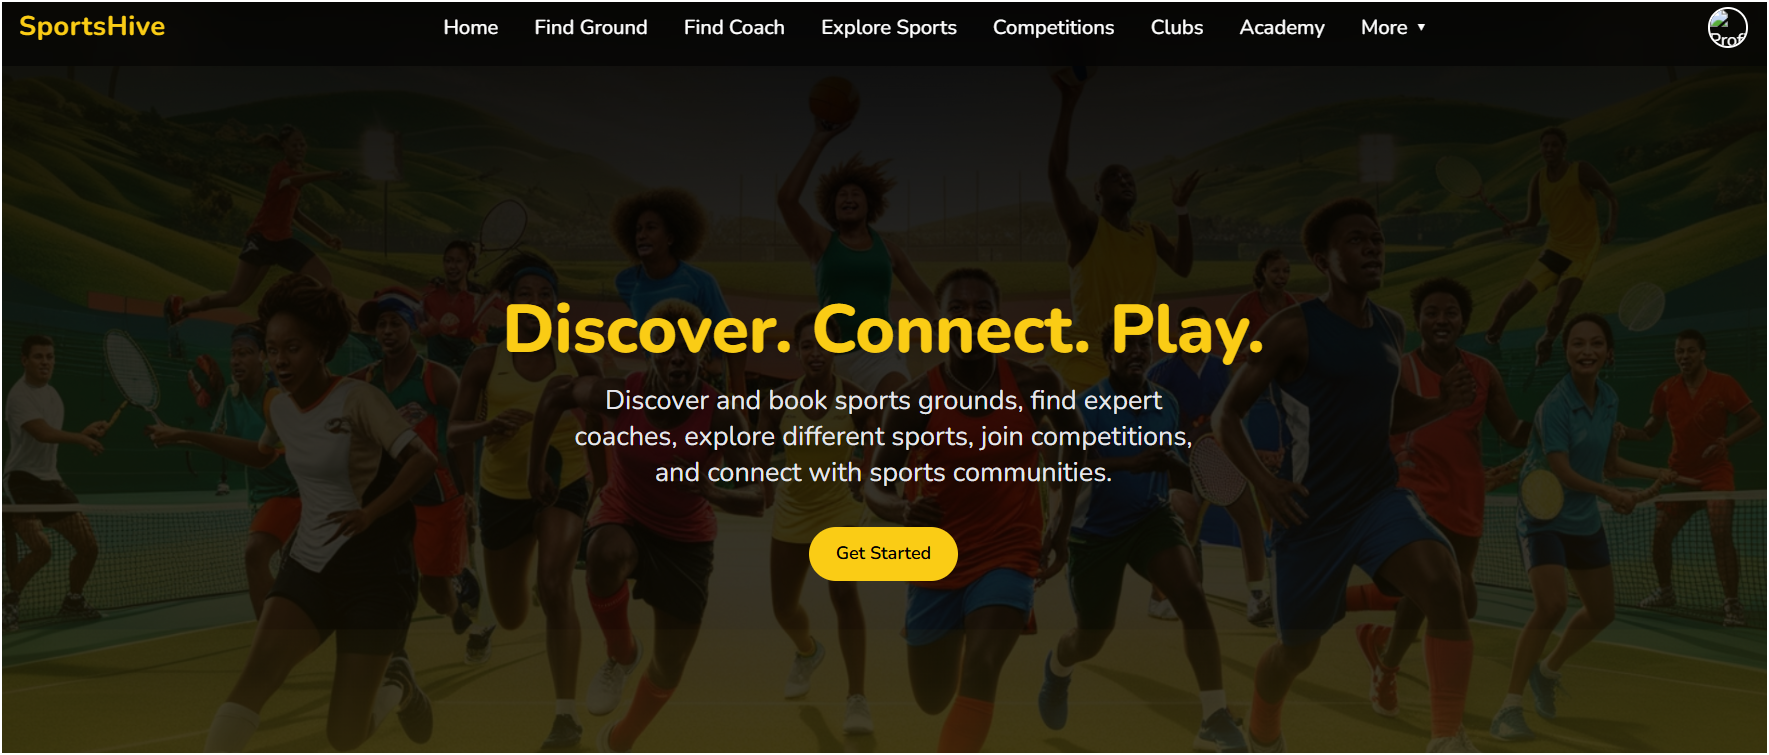 SportsHive
Home Find Ground Find Coach Explore Sports Competitions Clubs Academy More ▼
Prof
Discover. Connect. Play.
Discover and book sports grounds, find expert
coaches, explore different sports, join competitions,
and connect with sports communities.
Get Started